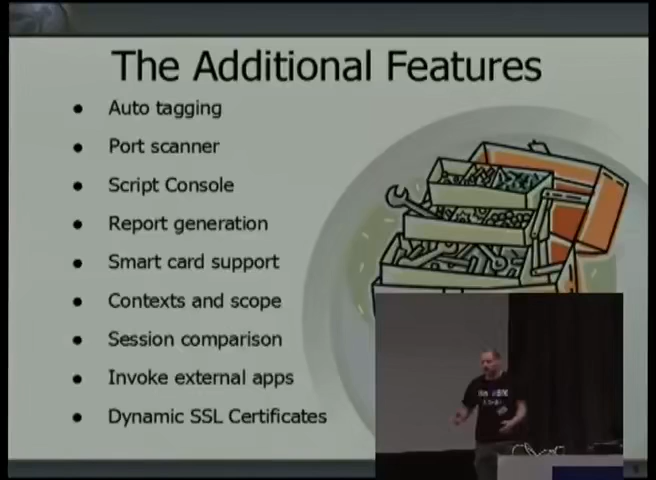 The Additional Features
Auto tagging
Port scanner
Script Console
Report generation
Smart card support
Contexts and scope
Session comparison
Invoke external apps
Dynamic SSL Certificates